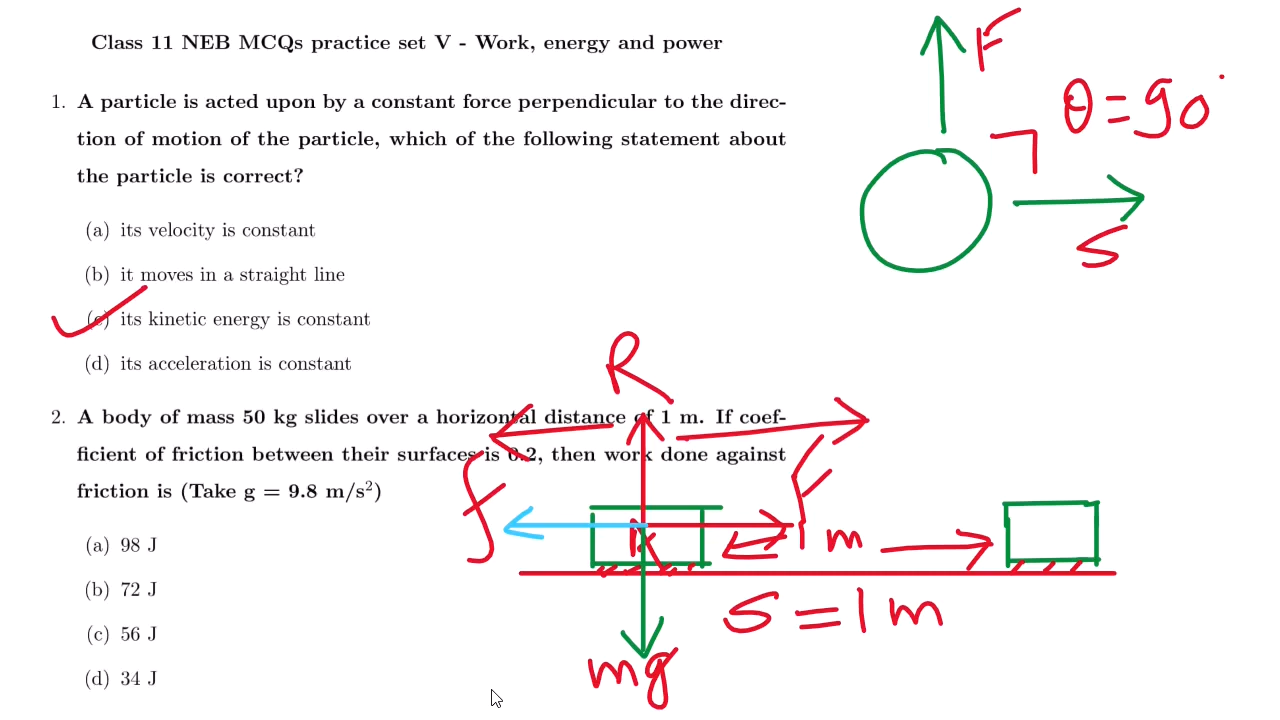 Class 11 NEB MCQs practice set V - Work, energy and power
1. A particle is acted upon by a constant force perpendicular to the direc-
tion of motion of the particle, which of the following statement about
the particle is correct?
(a) its velocity is constant
(b) it moves in a straight line
(c) its kinetic energy is constant
(d) its acceleration is constant
F
θ=90°
S
2. A body of mass 50 kg slides over a horizontal distance of 1 m. If coef-
ficient of friction between their surfaces is 0.2, then work done against
friction is (Take g = 9.8 m/s²)
(a) 98 J
(b) 72 J
(c) 56 J
(d) 34 J
R
f
F
1m
S=1m
mg